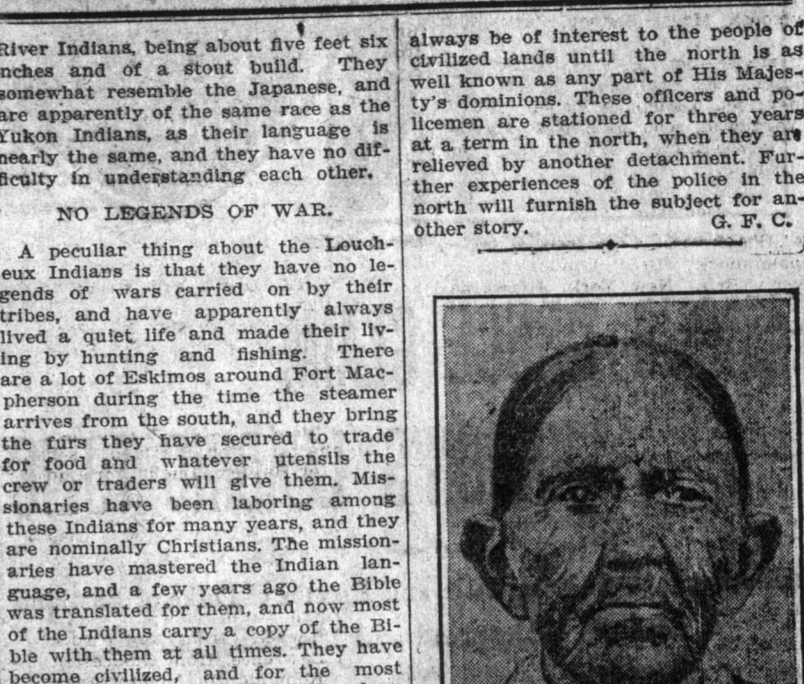 River Indians, being about five feet six
nches and of a stout build. They
somewhat resemble the Japanese, and
are apparently of the same race as the
Yukon Indians, as their language is
nearly the same, and they have no dif-
ficulty in understanding each other.
NO LEGENDS OF WAR.
A peculiar thing about the Louch-
eux Indians is that they have no le-
gends of wars carried on by their
tribes, and have apparently always
lived a quiet life and made their liv-
ing by hunting and fishing. There
are a lot of Eskimos around Fort Mac-
pherson during the time the steamer
arrives from the south, and they bring
the furs they have secured to trade
for food and whatever utensils the
crew or traders will give them. Mis-
sionaries have been laboring among
these Indians for many years, and they
are nominally Christians. The mission-
aries have mastered the Indian lan-
guage, and a few years ago the Bible
was translated for them, and now most
of the Indians carry a copy of the Bi-
ble with them at all times. They have
become civilized, and for the most
always be of interest to the people of
civilized lands until the north is as
well known as any part of His Majes-
ty's dominions. These officers and po-
licemen are stationed for three years
at a term in the north, when they are
relieved by another detachment. Fur-
ther experiences of the police in the
north will furnish the subject for an-
other story. G. F. C.